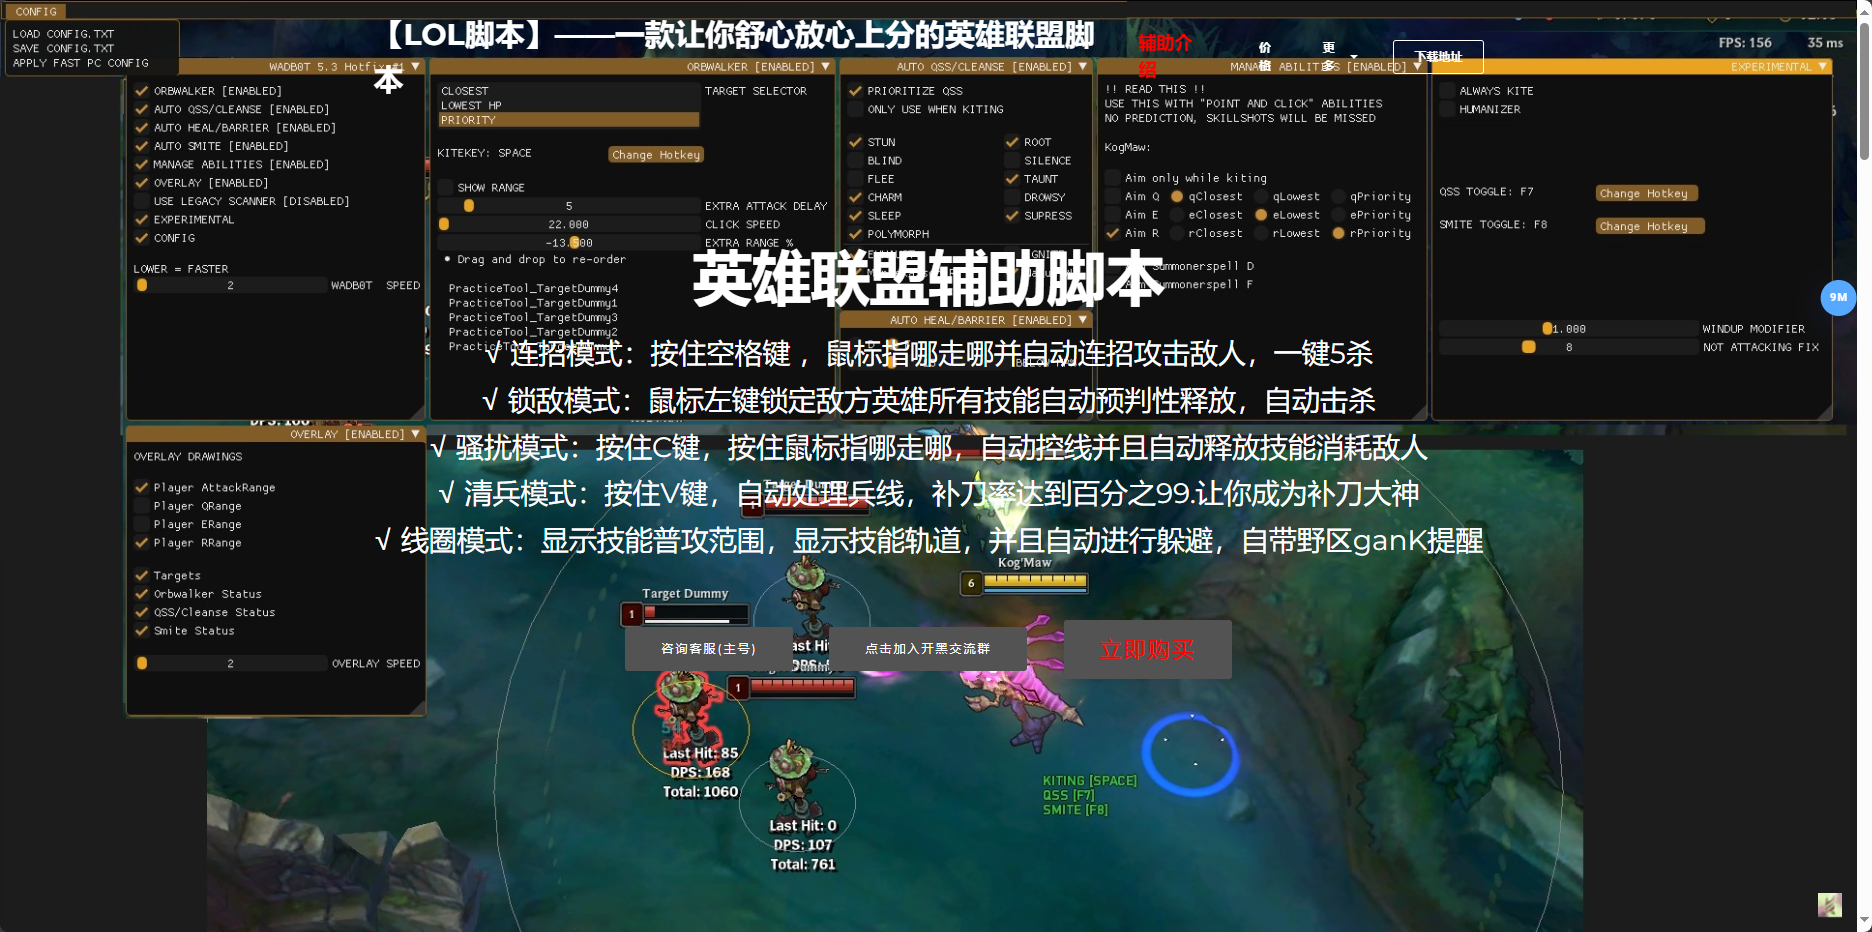 CONFIG
LOAD CONFIG.TXT
SAVE CONFIG.TXT
APPLY FAST PC CONFIG
【LOL脚本】——一款让你舒心放心上分的英雄联盟脚
本
辅助介
绍
价
格
更
多
下载地址
FPS: 156 35 ms
WADBOT 5.3 Hotfix #1
ORBWALKER [ENABLED]
AUTO QSS/CLEANSE [ENABLED]
AUTO HEAL/BARRIER [ENABLED]
AUTO SMITE [ENABLED]
MANAGE ABILITIES [ENABLED]
OVERLAY [ENABLED]
USE LEGACY SCANNER [DISABLED]
EXPERIMENTAL
CONFIG
LOWER = FASTER
2 WADBOT SPEED
ORBWALKER [ENABLED]
CLOSEST
LOWEST HP
PRIORITY
TARGET SELECTOR
KITEKEY: SPACE Change Hotkey
SHOW RANGE
5 EXTRA ATTACK DELAY
22.000 CLICK SPEED
EXTRA RANGE %
Drag and drop to re-order
PracticeTool_TargetDummy4
PracticeTool_TargetDummy1
PracticeTool_TargetDummy3
PracticeTool_TargetDummy2
AUTO QSS/CLEANSE [ENABLED]
PRIORITIZE QSS
ONLY USE WHEN KITING
STUN ROOT
BLIND SILENCE
FLEE TAUNT
CHARM DROWSY
SLEEP SUPRESS
POLYMORPH
AUTO HEAL/BARRIER [ENABLED]
MANAGE ABILITIES [ENABLED]
!! READ THIS !!
USE THIS WITH "POINT AND CLICK" ABILITIES
NO PREDICTION, SKILLSHOTS WILL BE MISSED
KogMaw:
Aim only while kiting
Aim Q qClosest qLowest qPriority
Aim E eClosest eLowest ePriority
Aim R rClosest rLowest rPriority
Summonerspell D
Summonerspell F
EXPERIMENTAL
ALWAYS KITE
HUMANIZER
QSS TOGGLE: F7 Change Hotkey
SMITE TOGGLE: F8 Change Hotkey
1.000 WINDUP MODIFIER
8 NOT ATTACKING FIX
9M
英雄联盟辅助脚本
√ 连招模式：按住空格键 ，鼠标指哪走哪并自动连招攻击敌人，一键5杀
√ 锁敌模式：鼠标左键锁定敌方英雄所有技能自动预判性释放，自动击杀
√ 骚扰模式：按住C键，按住鼠标指哪走哪，自动控线并且自动释放技能消耗敌人
√ 清兵模式：按住V键，自动处理兵线，补刀率达到百分之99.让你成为补刀大神
√ 线圈模式：显示技能普攻范围，显示技能轨道，并且自动进行躲避，自带野区ganK提醒
OVERLAY [ENABLED]
OVERLAY DRAWINGS
Player AttackRange
Player QRange
Player ERange
Player RRange
Targets
Orbwalker Status
QSS/Cleanse Status
Smite Status
2 OVERLAY SPEED
Target Dummy
1
Kog'Maw
6
咨询客服(主号)
点击加入开黑交流群
立即购买
1
Last Hit: 85
DPS: 168
Total: 1060
Last Hit: 0
DPS: 107
Total: 761
KITING [SPACE]
QSS [F7]
SMITE [F8]